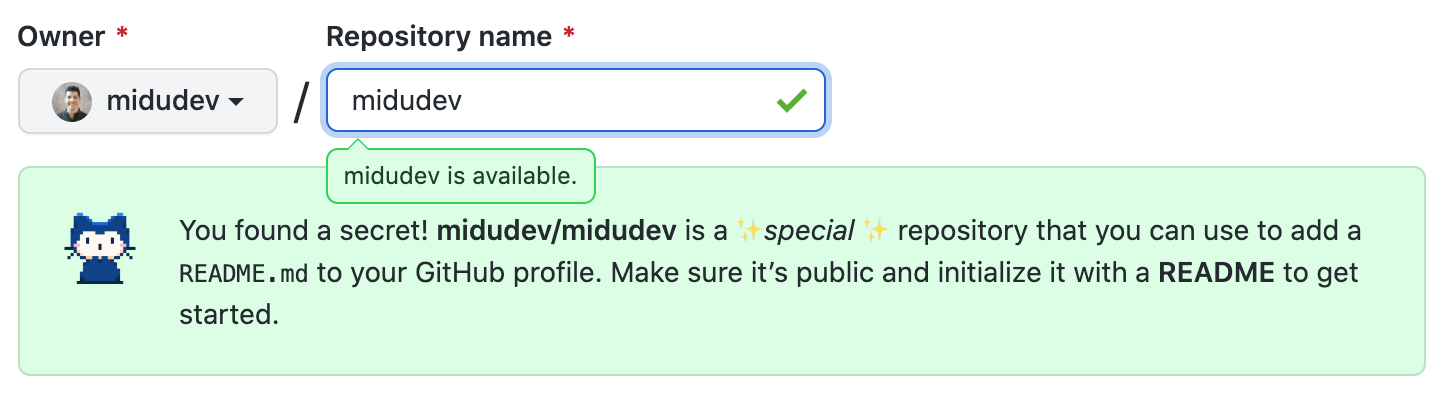 Owner *
Repository name *
midudev
/
midudev
midudev is available.
You found a secret! midudev/midudev is a ✨special ✨ repository that you can use to add a
README.md to your GitHub profile. Make sure it’s public and initialize it with a README to get
started.